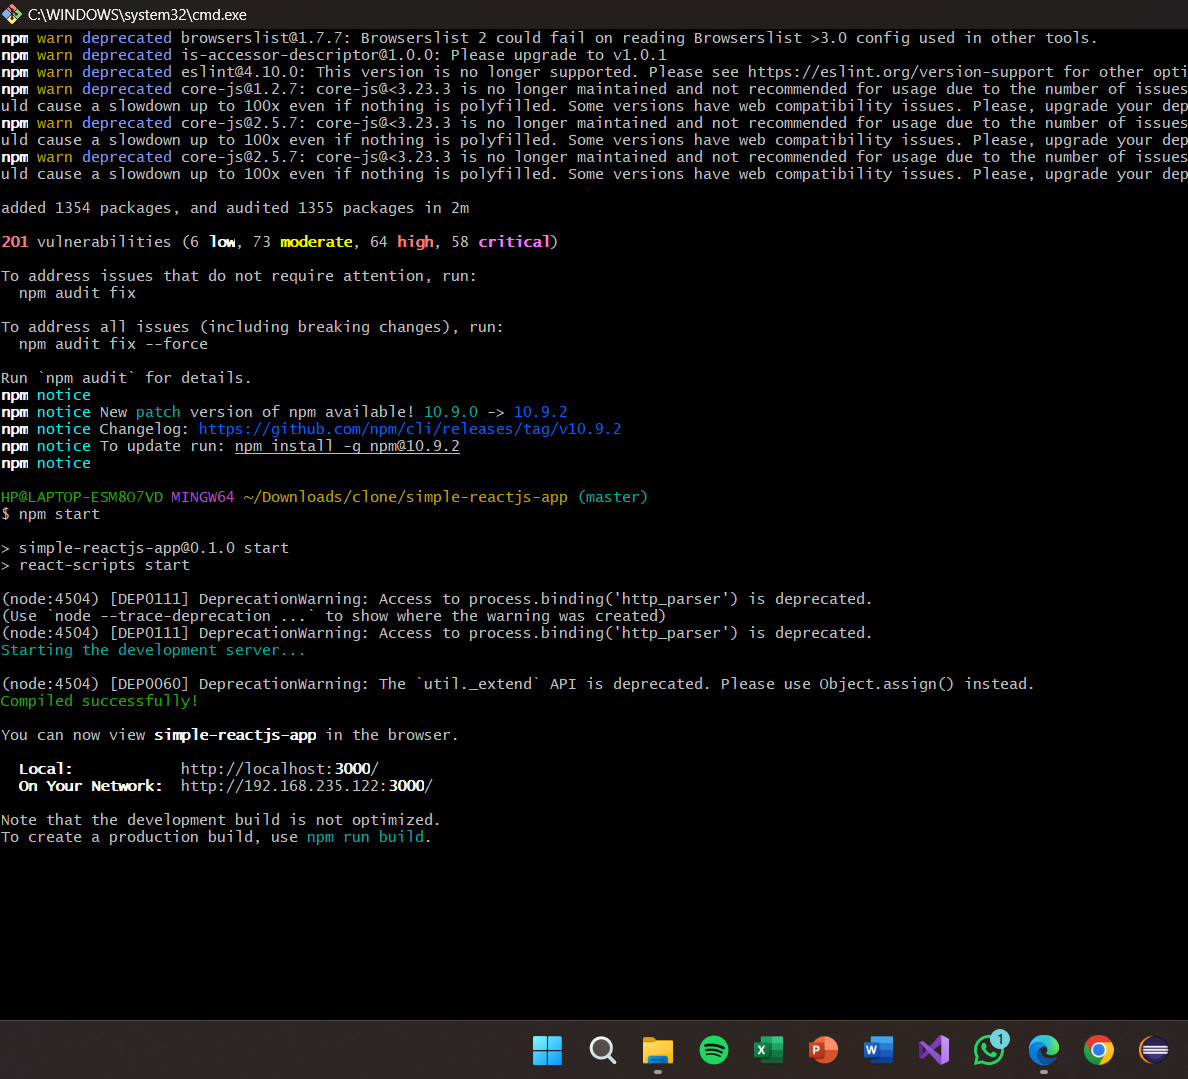 C:\WINDOWS\system32\cmd.exe
npm warn deprecated browserslist@1.7.7: Browserslist 2 could fail on reading Browserslist >3.0 config used in other tools.
npm warn deprecated is-accessor-descriptor@1.0.0: Please upgrade to v1.0.1
npm warn deprecated eslint@4.10.0: This version is no longer supported. Please see https://eslint.org/version-support for other opti
npm warn deprecated core-js@1.2.7: core-js@<3.23.3 is no longer maintained and not recommended for usage due to the number of issues
uld cause a slowdown up to 100x even if nothing is polyfilled. Some versions have web compatibility issues. Please, upgrade your dep
npm warn deprecated core-js@2.5.7: core-js@<3.23.3 is no longer maintained and not recommended for usage due to the number of issues
uld cause a slowdown up to 100x even if nothing is polyfilled. Some versions have web compatibility issues. Please, upgrade your dep
npm warn deprecated core-js@2.5.7: core-js@<3.23.3 is no longer maintained and not recommended for usage due to the number of issues
uld cause a slowdown up to 100x even if nothing is polyfilled. Some versions have web compatibility issues. Please, upgrade your dep
added 1354 packages, and audited 1355 packages in 2m
201 vulnerabilities (6 low, 73 moderate, 64 high, 58 critical)
To address issues that do not require attention, run:
npm audit fix
To address all issues (including breaking changes), run:
npm audit fix --force
Run `npm audit` for details.
npm notice
npm notice New patch version of npm available! 10.9.0 -> 10.9.2
npm notice Changelog: https://github.com/npm/cli/releases/tag/v10.9.2
npm notice To update run: npm install -g npm@10.9.2
npm notice
HP@LAPTOP-ESM8O7VD MINGW64 ~/Downloads/clone/simple-reactjs-app (master)
$ npm start
> simple-reactjs-app@0.1.0 start
> react-scripts start
(node:4504) [DEP0111] DeprecationWarning: Access to process.binding('http_parser') is deprecated.
(Use `node --trace-deprecation ...` to show where the warning was created)
(node:4504) [DEP0111] DeprecationWarning: Access to process.binding('http_parser') is deprecated.
Starting the development server...
(node:4504) [DEP0060] DeprecationWarning: The `util._extend` API is deprecated. Please use Object.assign() instead.
Compiled successfully!
You can now view simple-reactjs-app in the browser.
Local: http://localhost:3000/
On Your Network: http://192.168.235.122:3000/
Note that the development build is not optimized.
To create a production build, use npm run build.
X P W 1